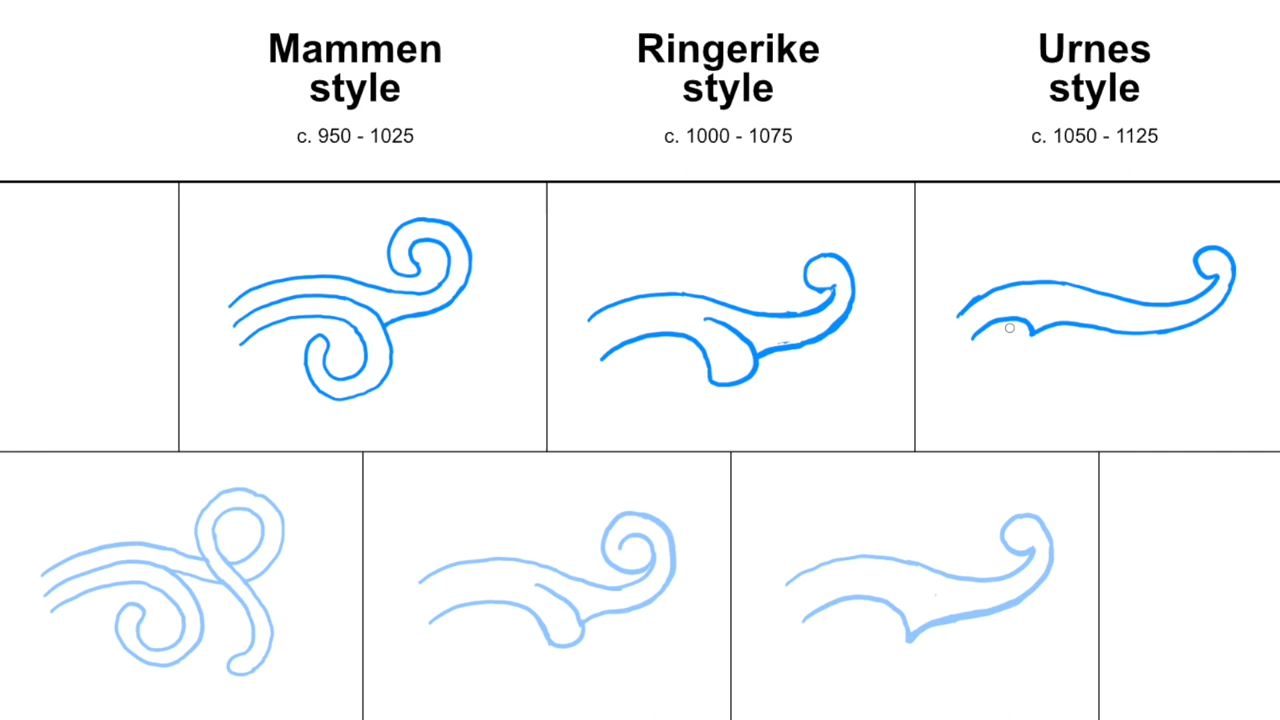 Mammen
style
c. 950 - 1025
Ringerike
style
c. 1000 - 1075
Urnes
style
c. 1050 - 1125